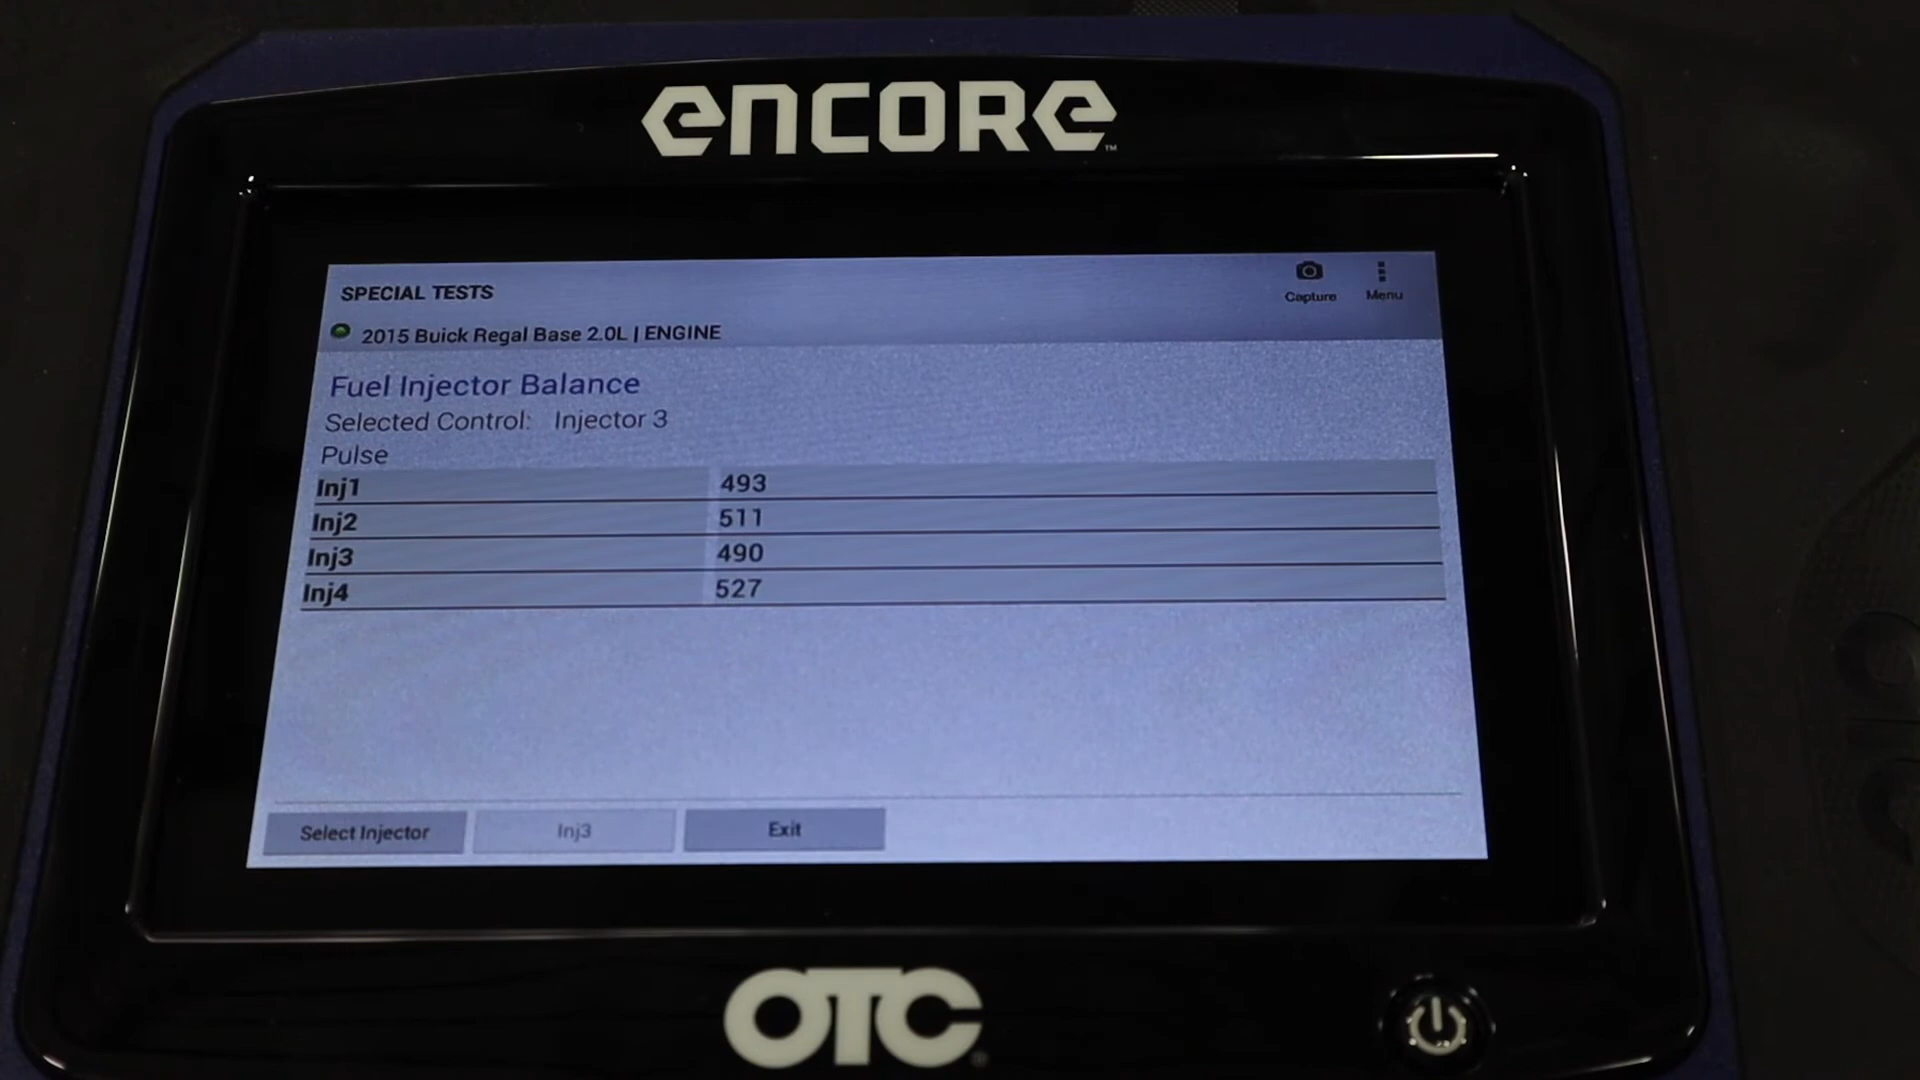 encore™
SPECIAL TESTS
Capture
Menu
2015 Buick Regal Base 2.0L | ENGINE
Fuel Injector Balance
Selected Control: Injector 3
Pulse
Inj1 493
Inj2 511
Inj3 490
Inj4 527
Select Injector
Inj3
Exit
OTC®